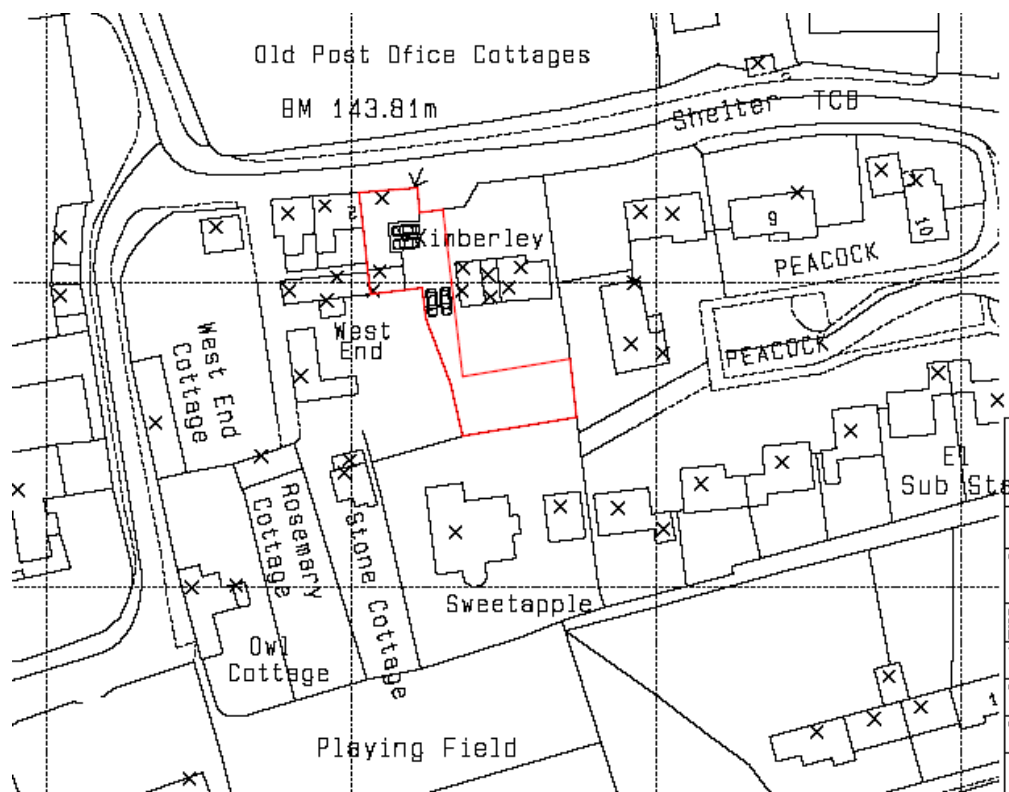 Old Post Ofice Cottages
BM 143.81m
Shelter TCB
2
Kimberley
9
10
PEACOCK
PEACOCK
West
End
West End
Cottage
El
Sub Sta
Rosemary
Cottage
Stone Cottage
Sweetapple
Owl
Cottage
1
Playing Field